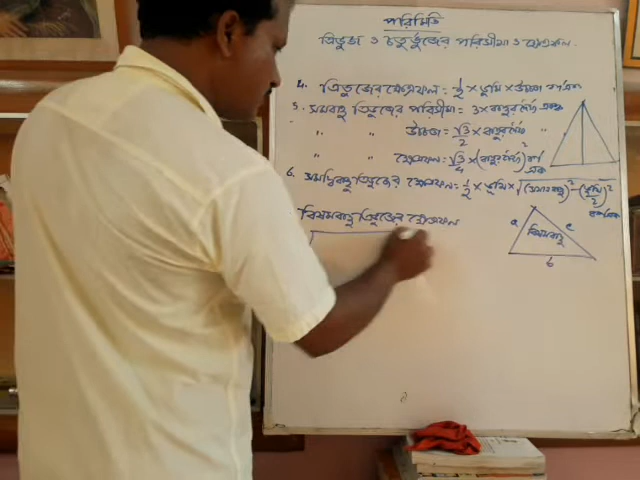 পরিমিতি
ত্রিভুজ ও চতুর্ভুজের পরিসীমা ও ক্ষেত্রফল.
4. ত্রিভুজের ক্ষেত্রফল = 1/2 × ভূমি × উচ্চতা বর্গ একক
5. সমবাহু ত্রিভুজের পরিসীমা = 3 × বাহুর দৈর্ঘ্য একক
" " উচ্চতা = √3/2 × বাহুর দৈর্ঘ্য "
" " ক্ষেত্রফল = √3/4 × (বাহুর দৈর্ঘ্য)² বর্গ একক
6. সমদ্বিবাহু ত্রিভুজের ক্ষেত্রফল = 1/2 × ভূমি × √(সমান বাহু)² - (ভূমি/2)²
বর্গ একক
বিষমবাহু ত্রিভুজের ক্ষেত্রফল
a বিষমবাহু c
b